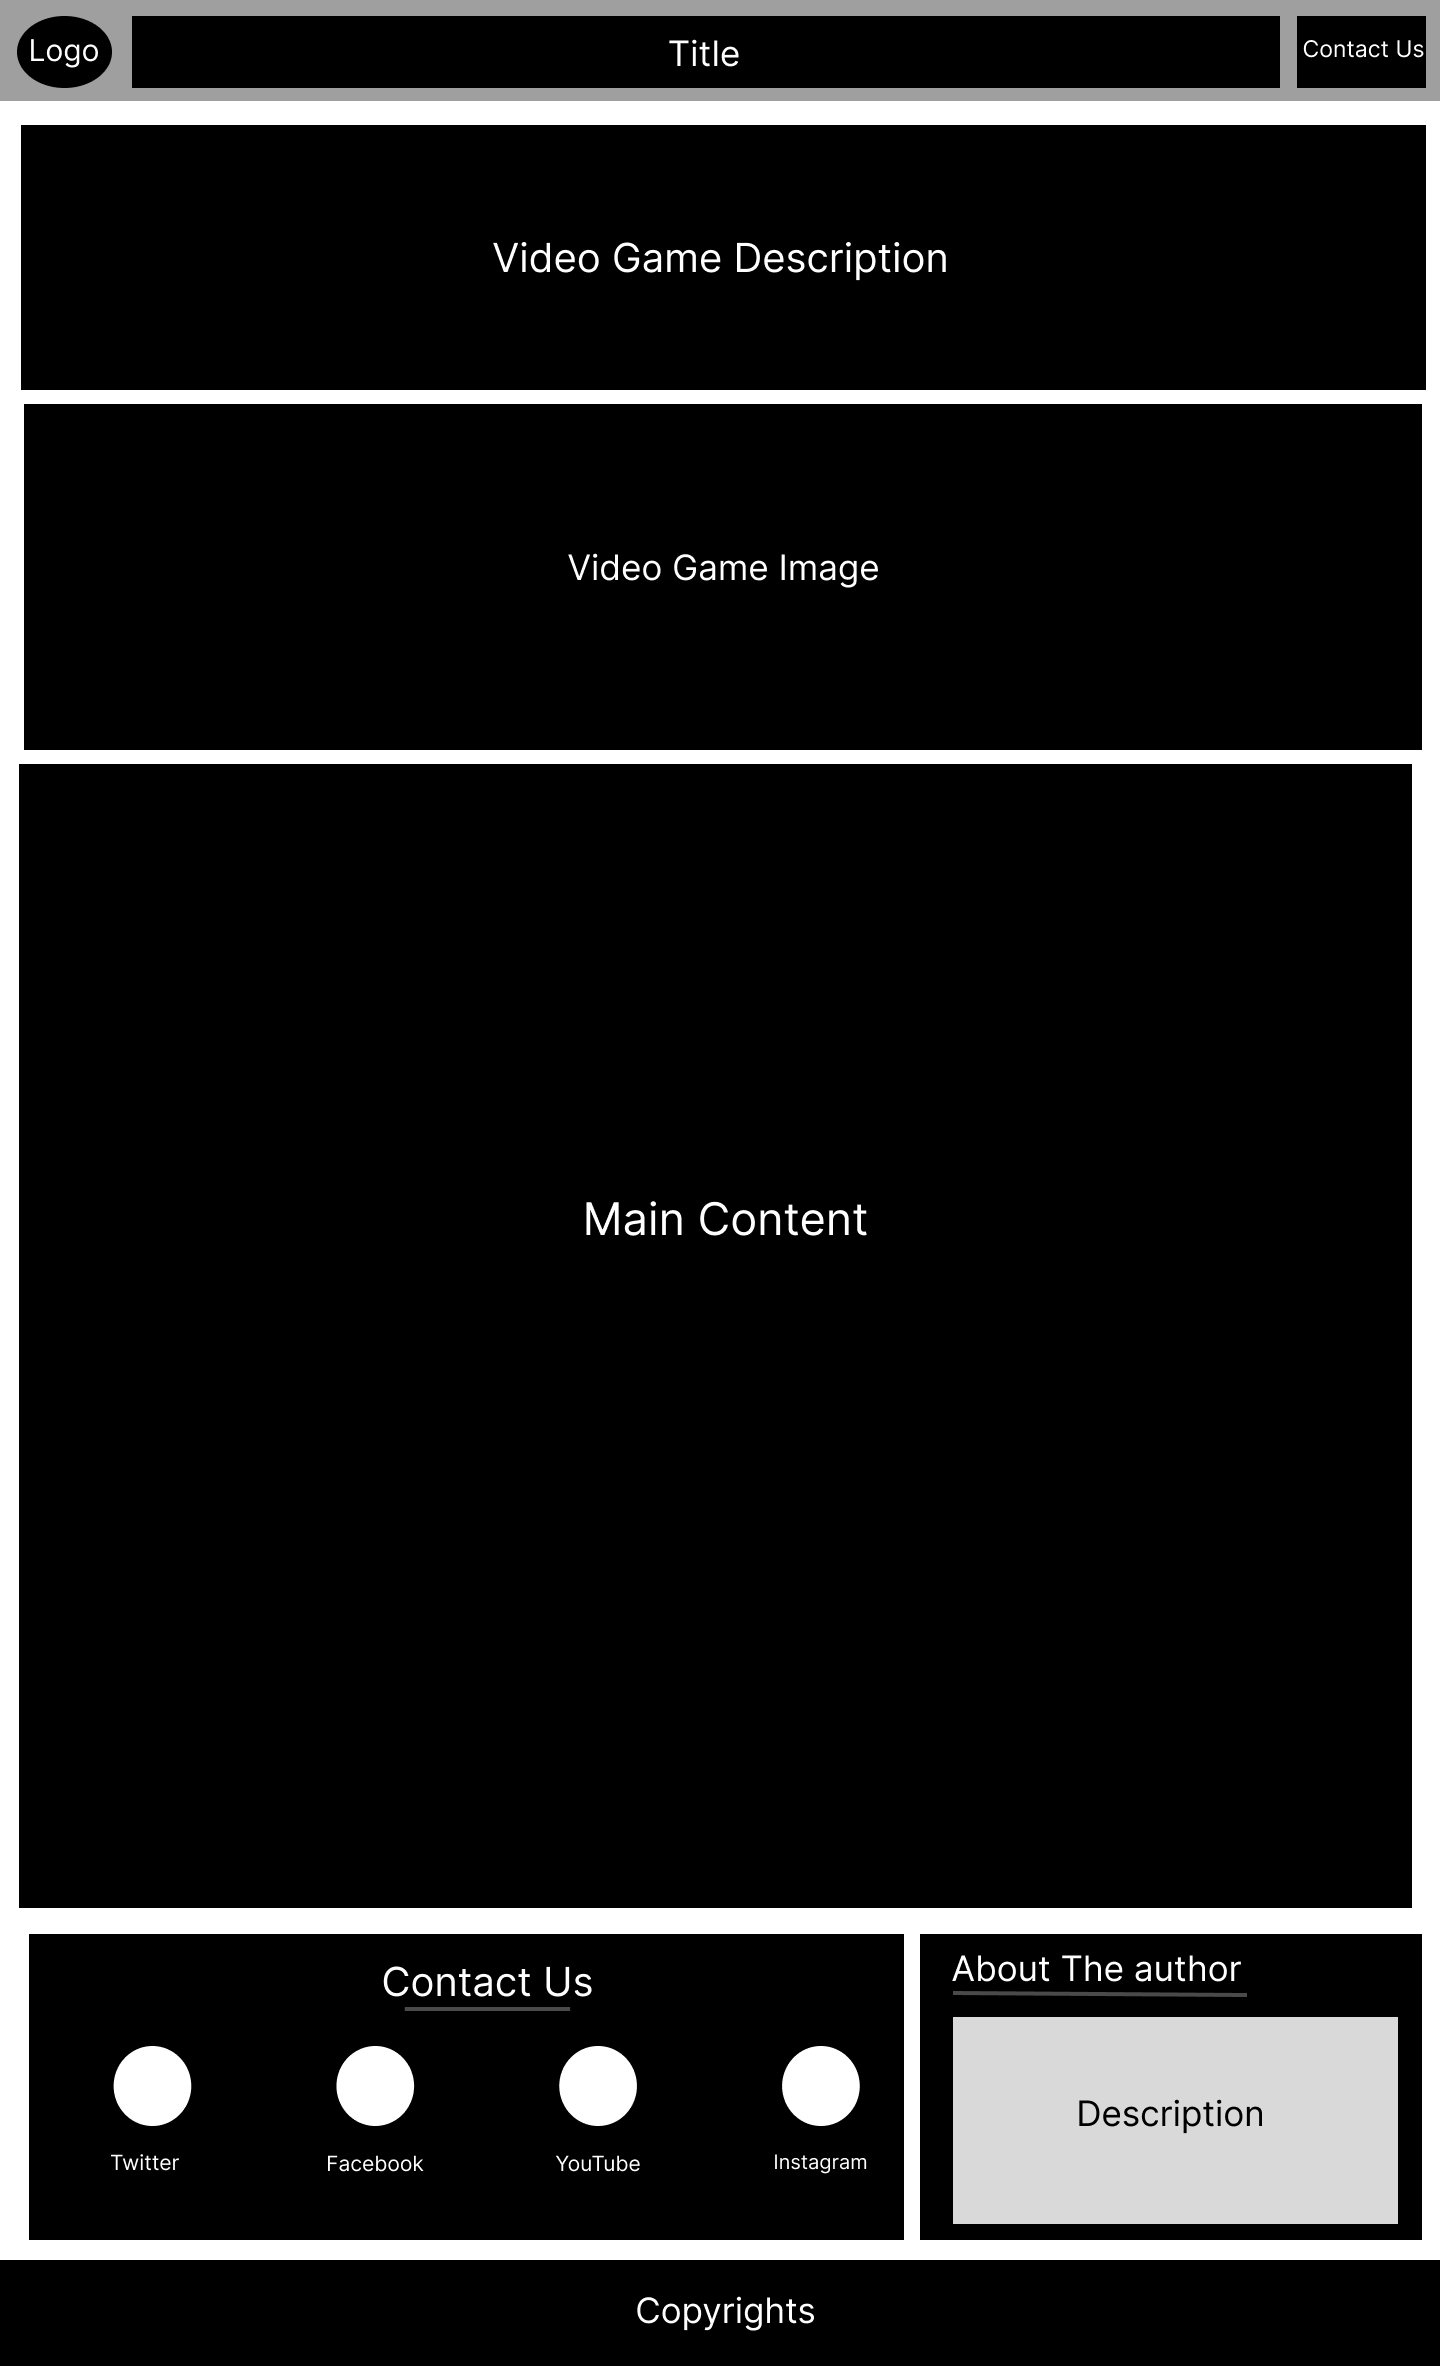 Logo
Title
Contact Us
Video Game Description
Video Game Image
Main Content
Contact Us
Twitter
Facebook
YouTube
Instagram
About The author
Description
Copyrights